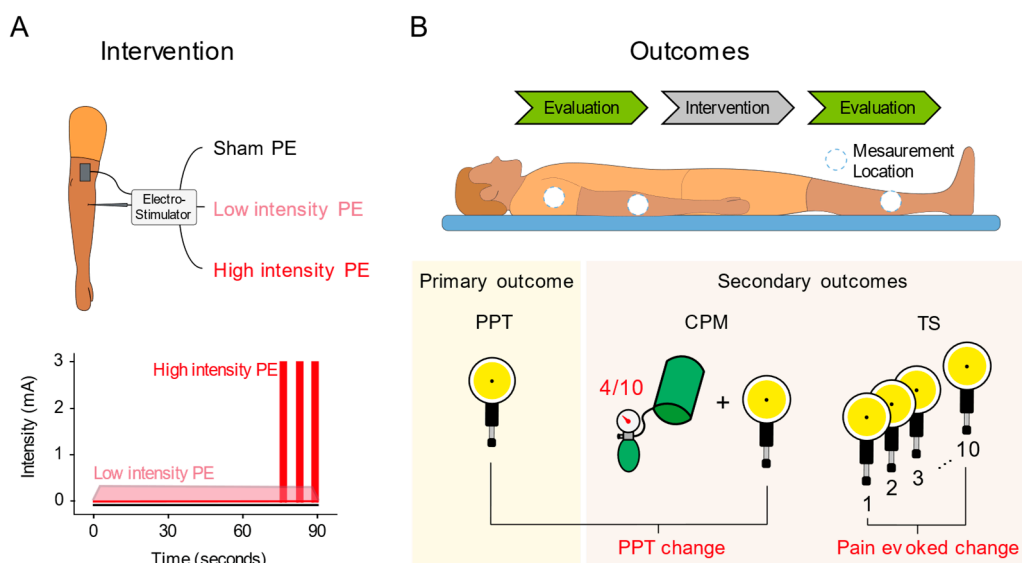 A
Intervention
Electro-
Stimulator
Sham PE
Low intensity PE
High intensity PE
Intensity (mA)
3
2
1
0
High intensity PE
Low intensity PE
0
30
60
90
Time (seconds)
B
Outcomes
Evaluation
Intervention
Evaluation
Mesaurement
Location
Primary outcome
Secondary outcomes
PPT
CPM
TS
4/10
+
1
2
3
....
10
PPT change
Pain evoked change